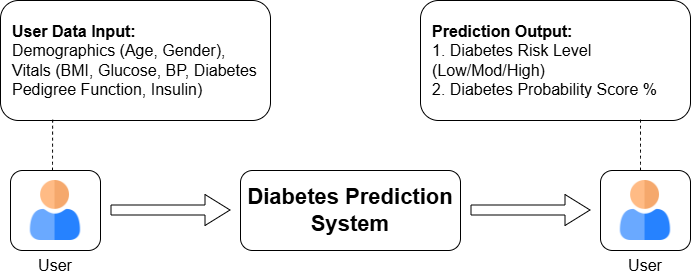 User Data Input:
Demographics (Age, Gender),
Vitals (BMI, Glucose, BP, Diabetes
Pedigree Function, Insulin)
Prediction Output:
1. Diabetes Risk Level
(Low/Mod/High)
2. Diabetes Probability Score %
Diabetes Prediction
System
User
User